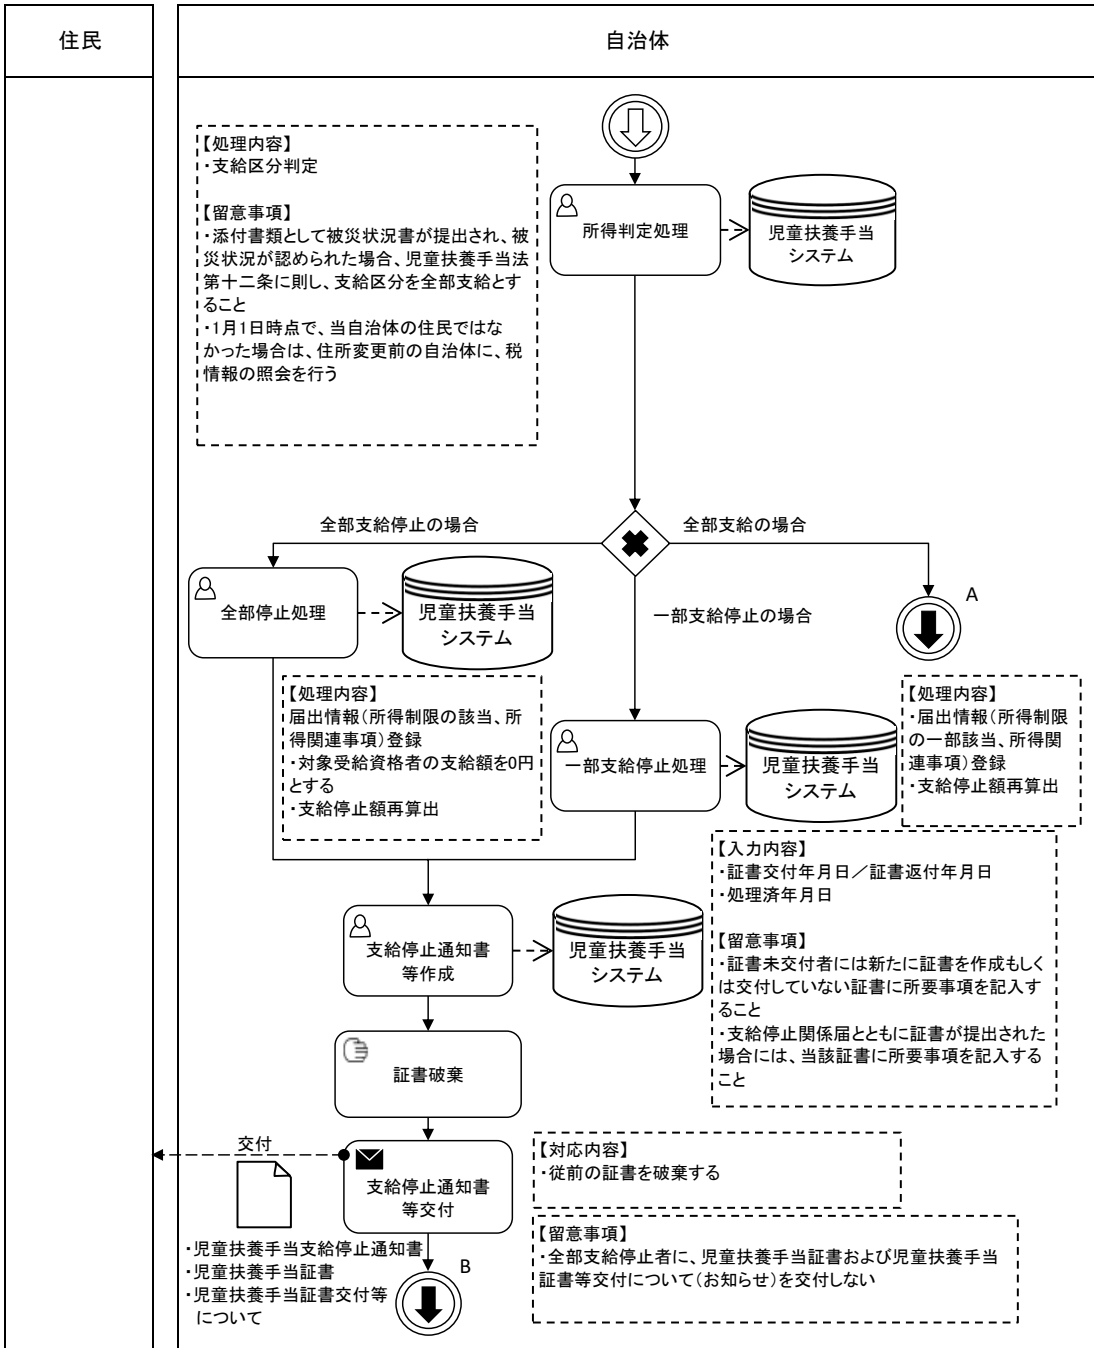 住民
自治体
【処理内容】
・支給区分判定
【留意事項】
・添付書類として被災状況書が提出され、被
災状況が認められた場合、児童扶養手当法
第十二条に則し、支給区分を全部支給とす
ること
・1月1日時点で、当自治体の住民ではな
かった場合は、住所変更前の自治体に、税
情報の照会を行う
所得判定処理
児童扶養手当
システム
全部支給停止の場合
全部支給の場合
一部支給停止の場合
A
全部停止処理
児童扶養手当
システム
【処理内容】
届出情報(所得制限の該当、所
得関連事項)登録
・対象受給資格者の支給額を0円
とする
・支給停止額再算出
一部支給停止処理
児童扶養手当
システム
【処理内容】
・届出情報(所得制限
の一部該当、所得関
連事項)登録
・支給停止額再算出
【入力内容】
・証書交付年月日/証書返付年月日
・処理済年月日
【留意事項】
・証書未交付者には新たに証書を作成もしく
は交付していない証書に所要事項を記入す
ること
・支給停止関係届とともに証書が提出された
場合には、当該証書に所要事項を記入する
こと
支給停止通知書
等作成
児童扶養手当
システム
証書破棄
【対応内容】
・従前の証書を破棄する
交付
支給停止通知書
等交付
【留意事項】
・全部支給停止者に、児童扶養手当証書および児童扶養手当
証書等交付について(お知らせ)を交付しない
・児童扶養手当支給停止通知書
・児童扶養手当証書
・児童扶養手当証書交付等
について
B